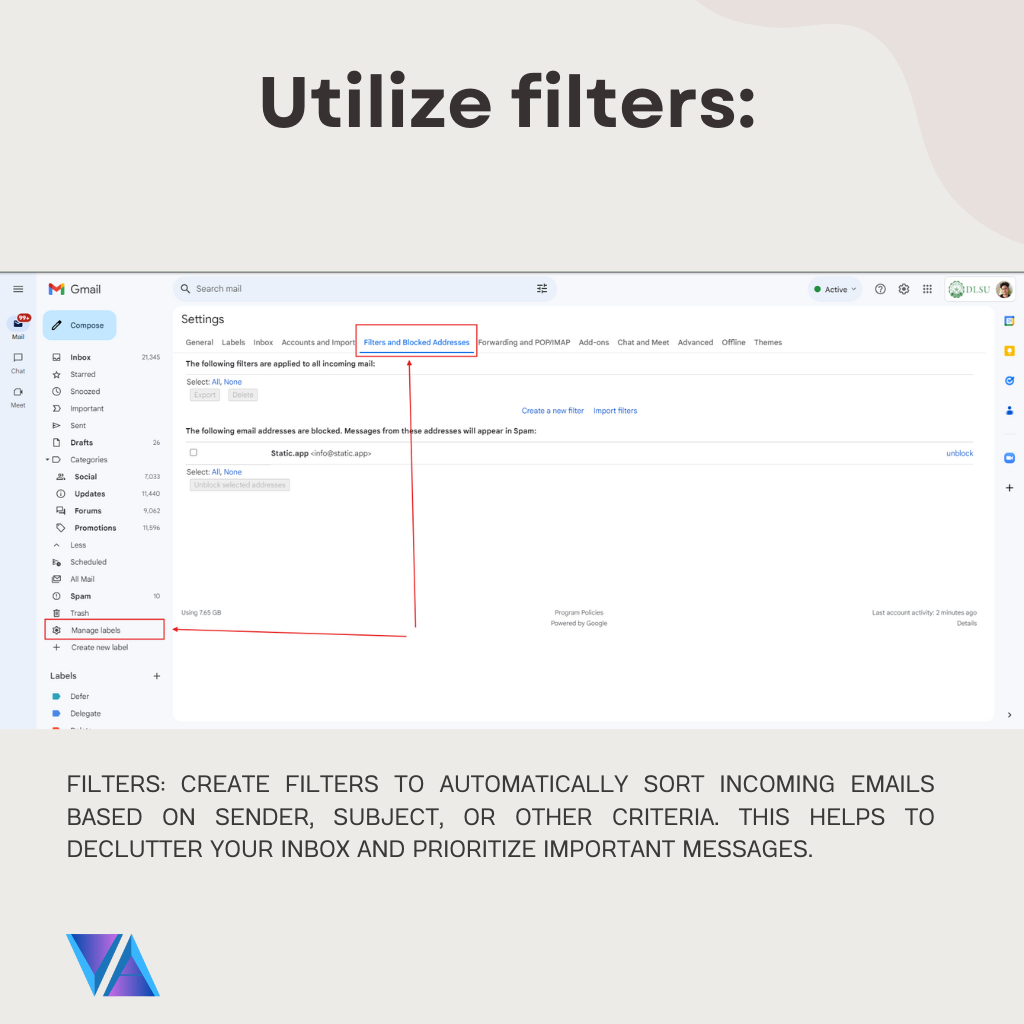 Utilize filters:
Gmail
Search mail
Active
DLSU
99+
Mail
Chat
Meet
Compose
Inbox 21,345
Starred
Snoozed
Important
Sent
Drafts 26
Categories
Social 7,033
Updates 11,440
Forums 9,062
Promotions 11,596
Less
Scheduled
All Mail
Spam 10
Trash
Manage labels
Create new label
Labels
Defer
Delegate
Settings
General Labels Inbox Accounts and Import Filters and Blocked Addresses Forwarding and POP/IMAP Add-ons Chat and Meet Advanced Offline Themes
The following filters are applied to all incoming mail:
Select: All, None
Export Delete
Create a new filter Import filters
The following email addresses are blocked. Messages from these addresses will appear in Spam:
Static.app <info@static.app> unblock
Select: All, None
Unblock selected addresses
Using 7.65 GB Program Policies Last account activity: 2 minutes ago
Powered by Google Details
FILTERS: CREATE FILTERS TO AUTOMATICALLY SORT INCOMING EMAILS
BASED ON SENDER, SUBJECT, OR OTHER CRITERIA. THIS HELPS TO
DECLUTTER YOUR INBOX AND PRIORITIZE IMPORTANT MESSAGES.
VA